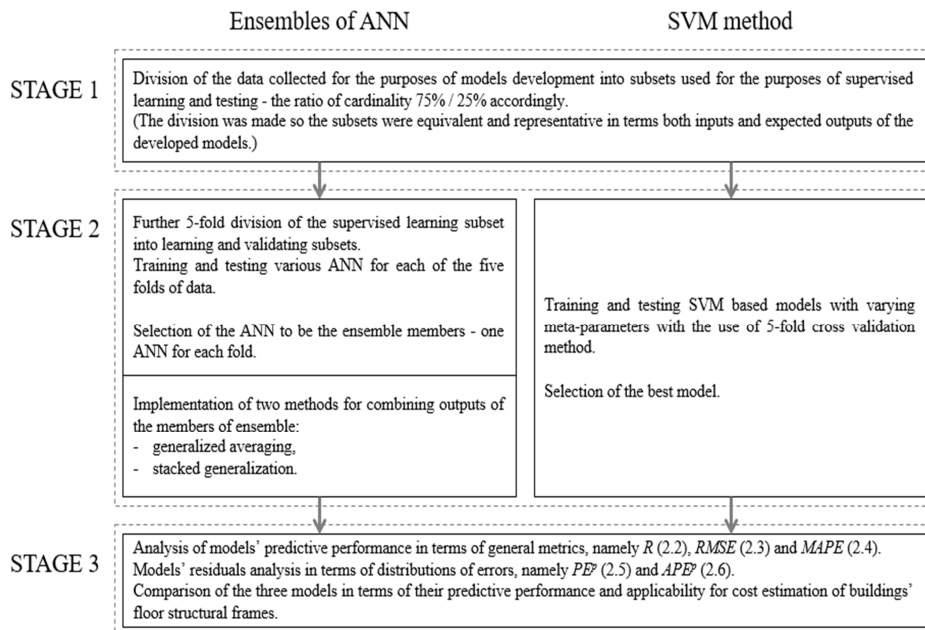 Ensembles of ANN
SVM method
STAGE 1
Division of the data collected for the purposes of models development into subsets used for the purposes of supervised
learning and testing - the ratio of cardinality 75% / 25% accordingly.
(The division was made so the subsets were equivalent and representative in terms both inputs and expected outputs of the
developed models.)
STAGE 2
Further 5-fold division of the supervised learning subset
into learning and validating subsets.
Training and testing various ANN for each of the five
folds of data.
Selection of the ANN to be the ensemble members - one
ANN for each fold.
Implementation of two methods for combining outputs of
the members of ensemble:
- generalized averaging,
- stacked generalization.
Training and testing SVM based models with varying
meta-parameters with the use of 5-fold cross validation
method.
Selection of the best model.
STAGE 3
Analysis of models' predictive performance in terms of general metrics, namely R (2.2), RMSE (2.3) and MAPE (2.4).
Models' residuals analysis in terms of distributions of errors, namely PEᵖ (2.5) and APEᵖ (2.6).
Comparison of the three models in terms of their predictive performance and applicability for cost estimation of buildings'
floor structural frames.